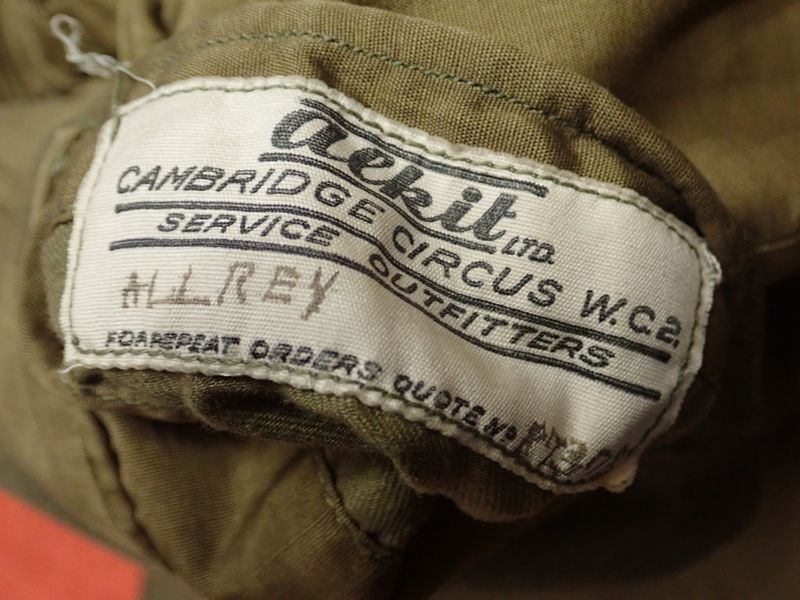 aekit LTD.
CAMBRIDGE CIRCUS W.C.2.
SERVICE OUTFITTERS
ALLREY
FOR REPEAT ORDERS QUOTE No